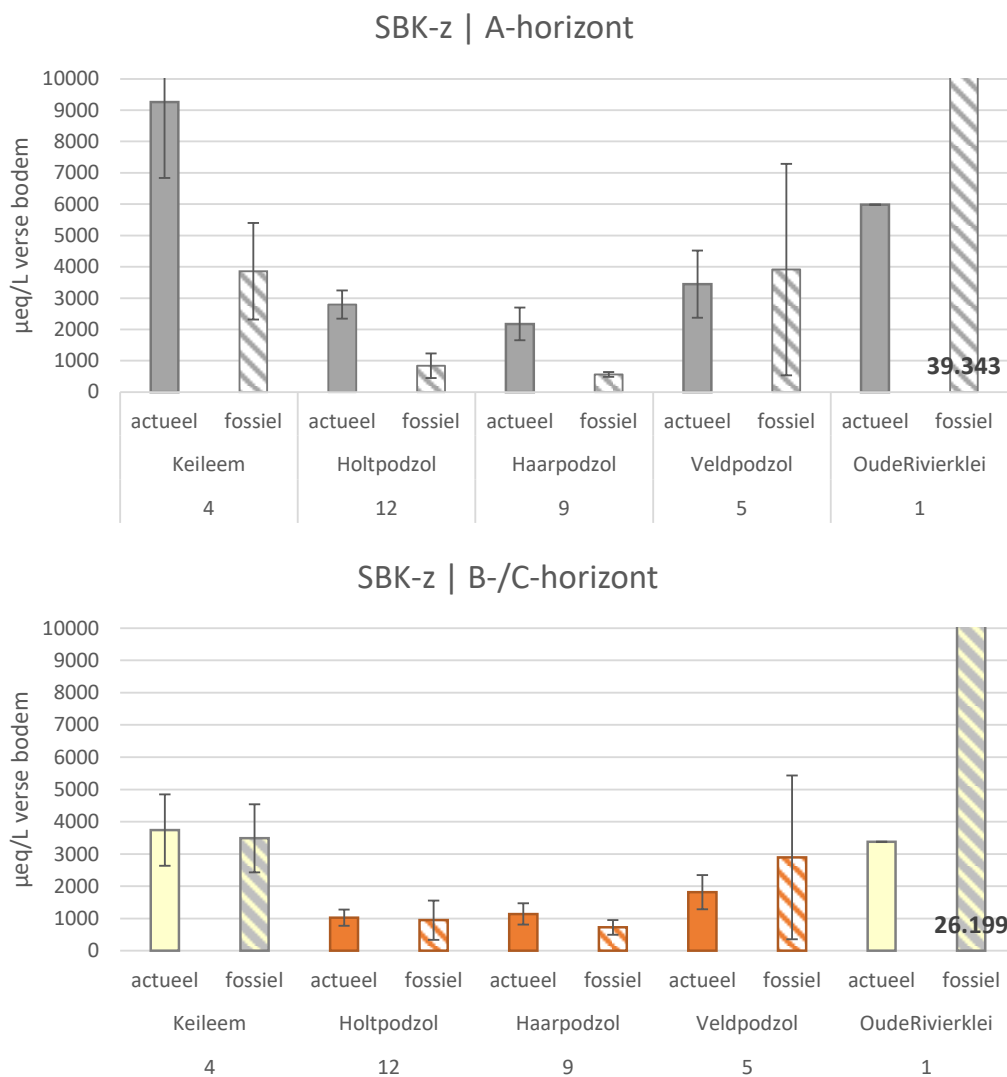 SBK-z | A-horizont
µeq/L verse bodem
10000
9000
8000
7000
6000
5000
4000
3000
2000
1000
0
39.343
actueel fossiel actueel fossiel actueel fossiel actueel fossiel actueel fossiel
Keileem Holtpodzol Haarpodzol Veldpodzol OudeRivierklei
4 12 9 5 1
SBK-z | B-/C-horizont
µeq/L verse bodem
10000
9000
8000
7000
6000
5000
4000
3000
2000
1000
0
26.199
actueel fossiel actueel fossiel actueel fossiel actueel fossiel actueel fossiel
Keileem Holtpodzol Haarpodzol Veldpodzol OudeRivierklei
4 12 9 5 1